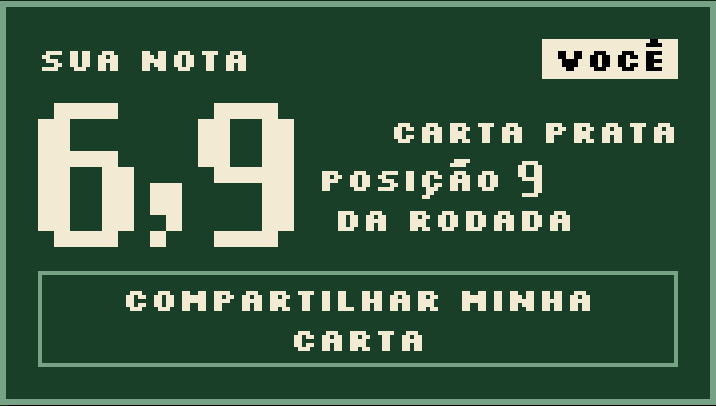 SUA NOTA
VOCÊ
6,9
CARTA PRATA
POSIÇÃO 9
DA RODADA
COMPARTILHAR MINHA
CARTA